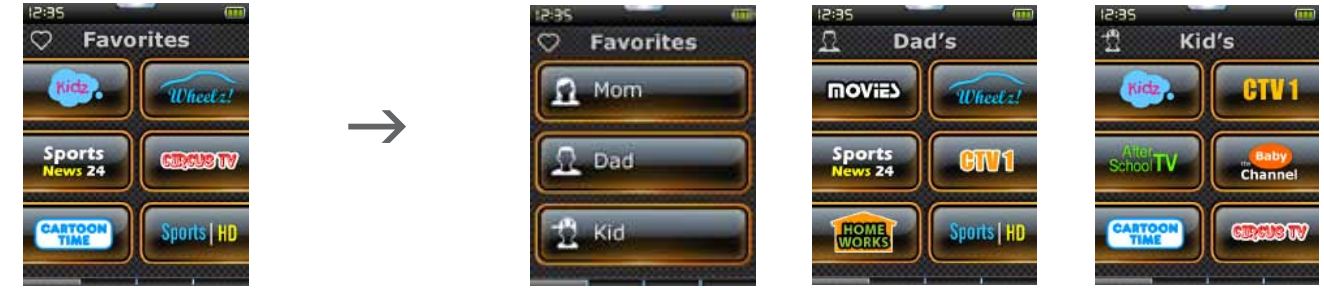 12:35
Favorites
Kidz
Wheelz!
Sports
News 24
CIRCUS TV
CARTOON
TIME
Sports | HD
→
12:35
Favorites
Mom
Dad
Kid
12:35
Dad's
MOVIES
Wheelz!
Sports
News 24
CTV 1
HOME
WORKS
Sports | HD
12:35
Kid's
Kidz
CTV 1
After
School TV
the Baby
Channel
CARTOON
TIME
CIRCUS TV